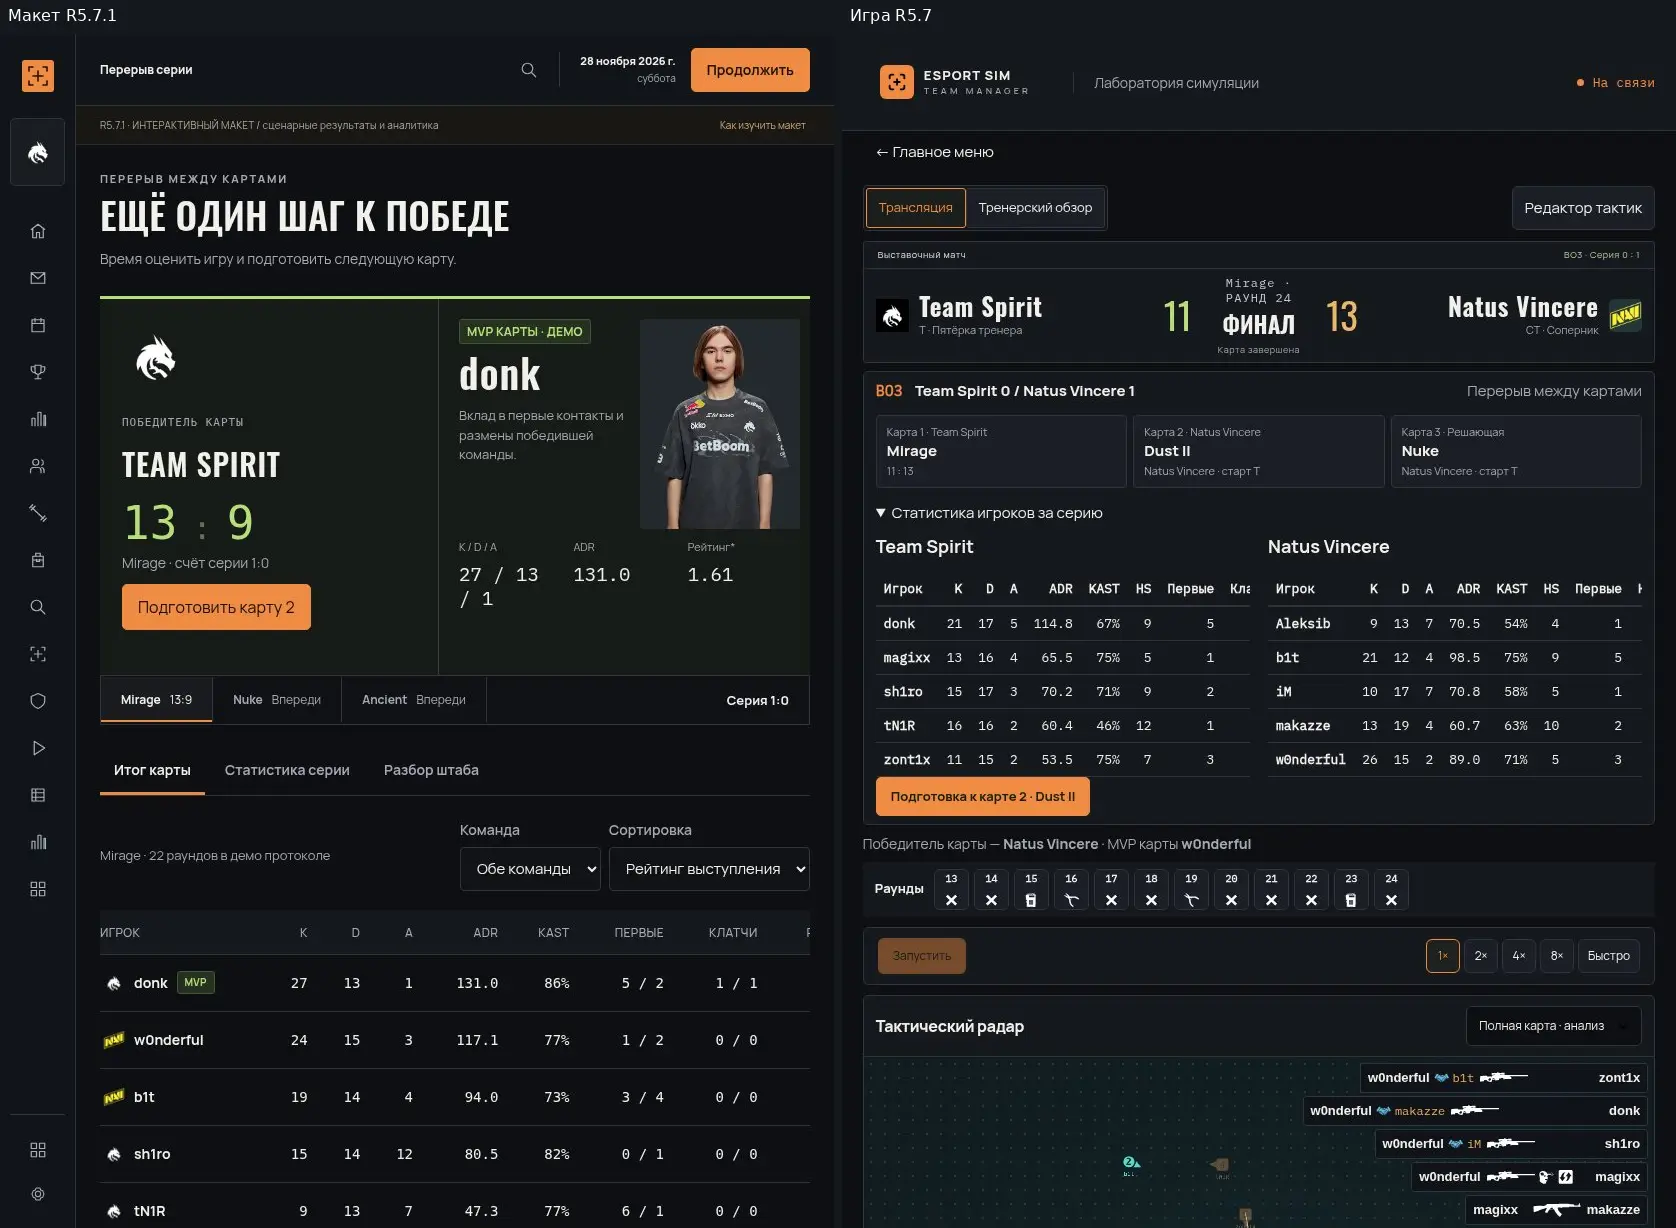 Макет R5.7.1
Перерыв серии
28 ноября 2026 г.
суббота
Продолжить
R5.7.1 · ИНТЕРАКТИВНЫЙ МАКЕТ / сценарные результаты и аналитика
Как изучить макет
ПЕРЕРЫВ МЕЖДУ КАРТАМИ
ЕЩЁ ОДИН ШАГ К ПОБЕДЕ
Время оценить игру и подготовить следующую карту.
ПОБЕДИТЕЛЬ КАРТЫ
TEAM SPIRIT
13 : 9
Mirage · счёт серии 1:0
Подготовить карту 2
MVP КАРТЫ · ДЕМО
donk
Вклад в первые контакты и
размены победившей
команды.
BetBoom
K / D / A ADR Рейтинг*
27 / 13 131.0 1.61
/ 1
Mirage 13:9 Nuke Впереди Ancient Впереди Серия 1:0
Итог карты Статистика серии Разбор штаба
Команда Сортировка
Mirage · 22 раундов в демо протоколе
Обе команды Рейтинг выступления
ИГРОК K D A ADR KAST ПЕРВЫЕ КЛАТЧИ
donk MVP 27 13 1 131.0 86% 5 / 2 1 / 1
w0nderful 24 15 3 117.1 77% 1 / 2 0 / 0
b1t 19 14 4 94.0 73% 3 / 4 0 / 0
sh1ro 15 14 12 80.5 82% 0 / 1 0 / 0
tN1R 9 13 7 47.3 77% 6 / 1 0 / 0
Игра R5.7
ESPORT SIM
TEAM MANAGER
Лаборатория симуляции
На связи
← Главное меню
Трансляция Тренерский обзор
Редактор тактик
Выставочный матч
BO3 · Серия 0 : 1
Team Spirit
T · Пятёрка тренера
11
Mirage ·
РАУНД 24
ФИНАЛ
Карта завершена
13
Natus Vincere
CT · Соперник
BO3 Team Spirit 0 / Natus Vincere 1
Перерыв между картами
Карта 1 · Team Spirit
Mirage
11 : 13
Карта 2 · Natus Vincere
Dust II
Natus Vincere · старт T
Карта 3 · Решающая
Nuke
Natus Vincere · старт T
▼ Статистика игроков за серию
Team Spirit
Игрок K D A ADR KAST HS Первые Кла
donk 21 17 5 114.8 67% 9 5
magixx 13 16 4 65.5 75% 5 1
sh1ro 15 17 3 70.2 71% 9 2
tN1R 16 16 2 60.4 46% 12 1
zont1x 11 15 2 53.5 75% 7 3
Natus Vincere
Игрок K D A ADR KAST HS Первые
Aleksib 9 13 7 70.5 54% 4 1
b1t 21 12 4 98.5 75% 9 5
iM 10 17 7 70.8 58% 5 1
makazze 13 19 4 60.7 63% 10 2
w0nderful 26 15 2 89.0 71% 5 3
Подготовка к карте 2 · Dust II
Победитель карты — Natus Vincere · MVP карты w0nderful
Раунды 13 14 15 16 17 18 19 20 21 22 23 24
Запустить
1× 2× 4× 8× Быстро
Тактический радар
Полная карта · анализ
w0nderful b1t zont1x
w0nderful makazze donk
w0nderful iM sh1ro
w0nderful magixx
magixx makazze